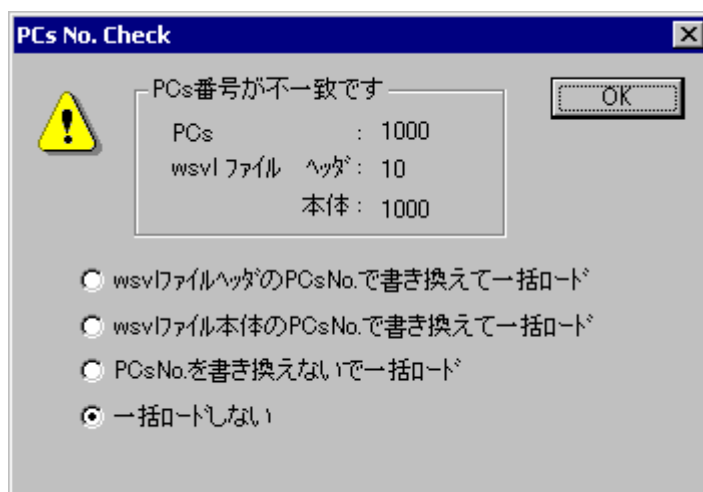 PCs No. Check
PCs番号が不一致です
OK
PCs : 1000
wsvlファイル ﾍｯﾀﾞ: 10
本体: 1000
wsvlﾌｧｲﾙﾍｯﾀﾞのPCsNo.で書き換えて一括ﾛｰﾄﾞ
wsvlﾌｧｲﾙ本体のPCsNo.で書き換えて一括ﾛｰﾄﾞ
PCsNo.を書き換えないで一括ﾛｰﾄﾞ
一括ﾛｰﾄﾞしない